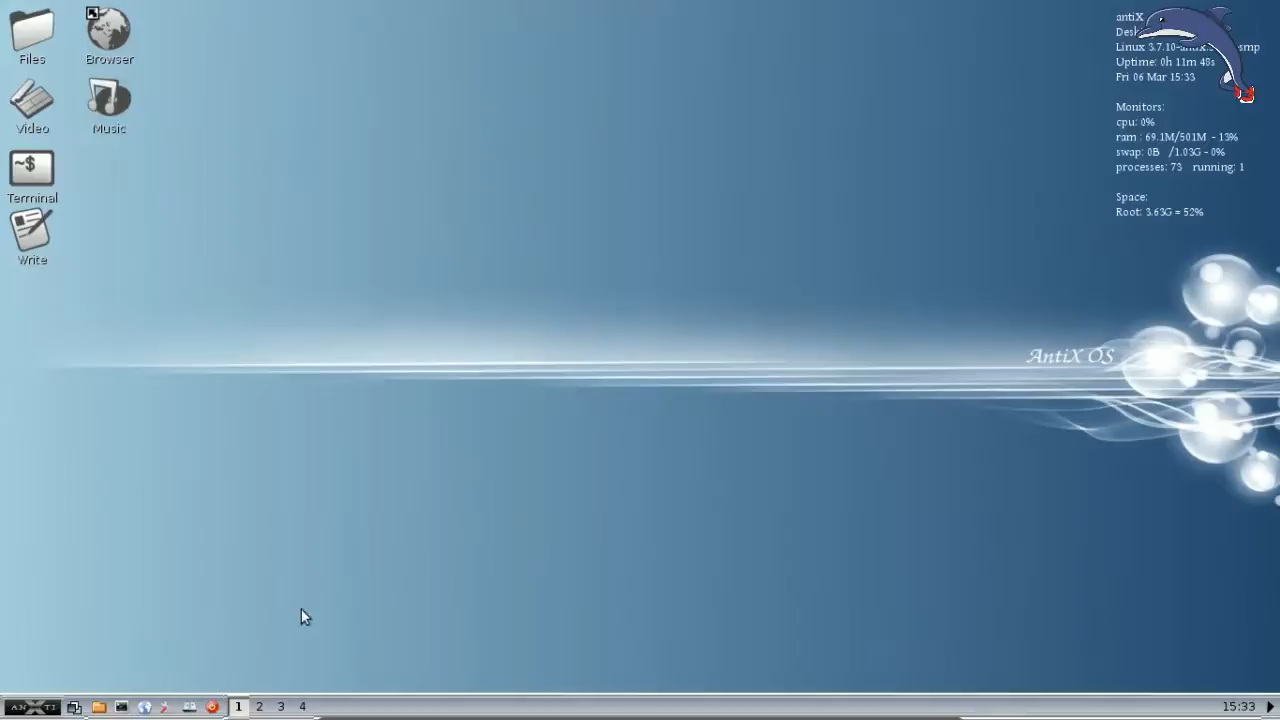 Files
Browser
Video
Music
~$
Terminal
Write
antiX
Uptime: 0h 11m 48s
Fri 06 Mar 15:33
Monitors:
cpu: 0%
ram : 69.1M/501M - 13%
swap: 0B /1.03G - 0%
processes: 73 running: 1
Space:
Root: 3.63G = 52%
AntiX OS
ANTIX
1 2 3 4
15:33